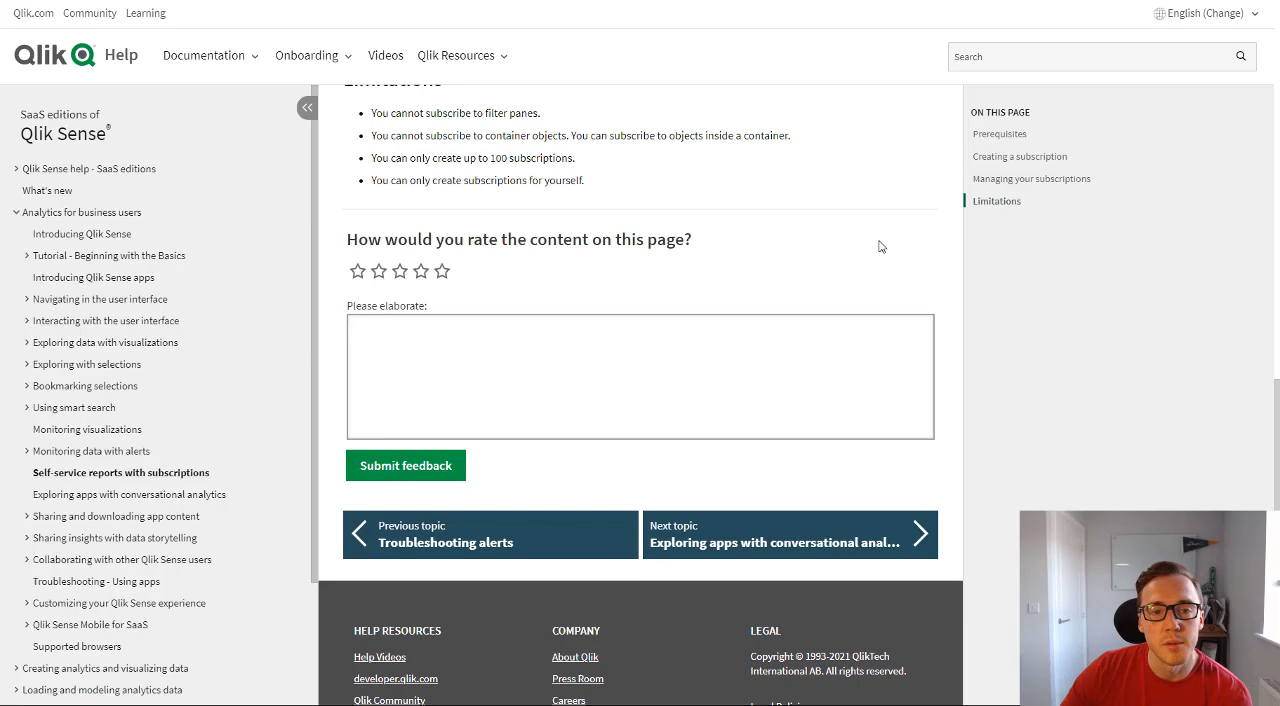 Qlik.com Community Learning
English (Change)
Qlik Help
Documentation Onboarding Videos Qlik Resources
Search
SaaS editions of
Qlik Sense®
Qlik Sense help - SaaS editions
What's new
Analytics for business users
Introducing Qlik Sense
Tutorial - Beginning with the Basics
Introducing Qlik Sense apps
Navigating in the user interface
Interacting with the user interface
Exploring data with visualizations
Exploring with selections
Bookmarking selections
Using smart search
Monitoring visualizations
Monitoring data with alerts
Self-service reports with subscriptions
Exploring apps with conversational analytics
Sharing and downloading app content
Sharing insights with data storytelling
Collaborating with other Qlik Sense users
Troubleshooting - Using apps
Customizing your Qlik Sense experience
Qlik Sense Mobile for SaaS
Supported browsers
Creating analytics and visualizing data
Loading and modeling analytics data
Limitations
You cannot subscribe to filter panes.
You cannot subscribe to container objects. You can subscribe to objects inside a container.
You can only create up to 100 subscriptions.
You can only create subscriptions for yourself.
How would you rate the content on this page?
Please elaborate:
Submit feedback
Previous topic
Troubleshooting alerts
Next topic
Exploring apps with conversational anal...
HELP RESOURCES
Help Videos
developer.qlik.com
Qlik Community
COMPANY
About Qlik
Press Room
Careers
LEGAL
Copyright © 1993-2021 QlikTech
International AB. All rights reserved.
ON THIS PAGE
Prerequisites
Creating a subscription
Managing your subscriptions
Limitations